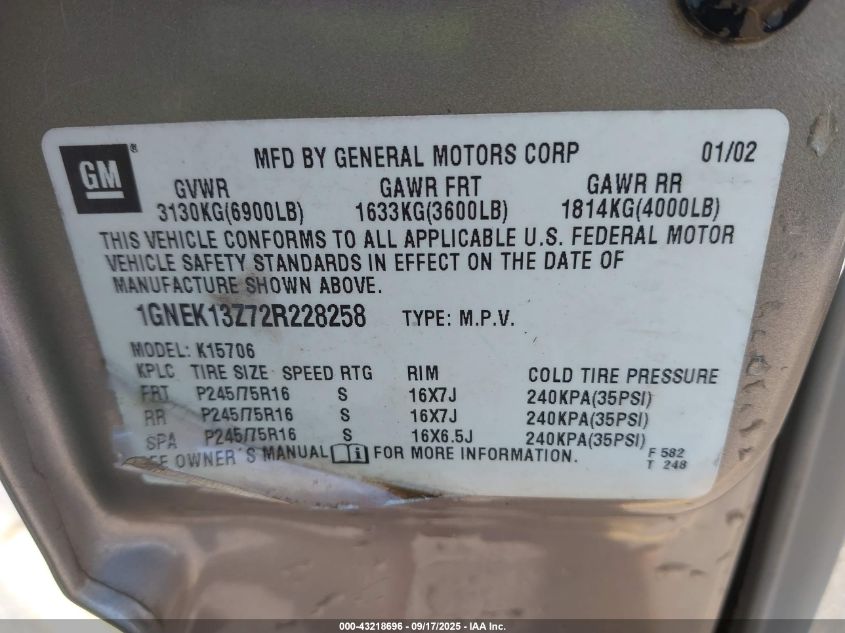 GM®
MFD BY GENERAL MOTORS CORP 01/02
GVWR GAWR FRT GAWR RR
3130KG(6900LB) 1633KG(3600LB) 1814KG(4000LB)
THIS VEHICLE CONFORMS TO ALL APPLICABLE U.S. FEDERAL MOTOR
VEHICLE SAFETY STANDARDS IN EFFECT ON THE DATE OF
MANUFACTURE SHOWN ABOVE.
1GNEK13Z72R228258 TYPE: M.P.V.
MODEL: K15706
KPLC TIRE SIZE SPEED RTG RIM COLD TIRE PRESSURE
FRT P245/75R16 S 16X7J 240KPA(35PSI)
RR P245/75R16 S 16X7J 240KPA(35PSI)
SPA P245/75R16 S 16X6.5J 240KPA(35PSI)
OWNER'S MANUAL i FOR MORE INFORMATION.
F 582
T 248
000-43218696 - 09/17/2025 - IAA Inc.